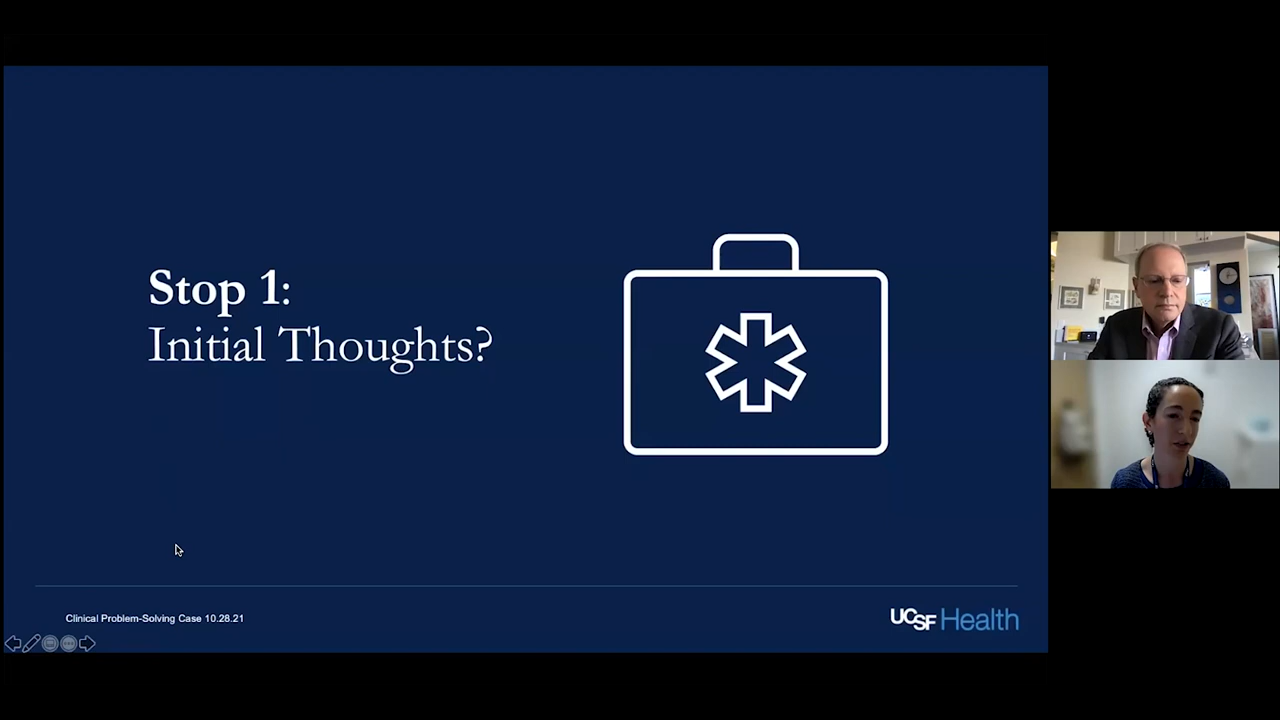 Stop 1:
Initial Thoughts?
Clinical Problem-Solving Case 10.28.21
UCSF Health